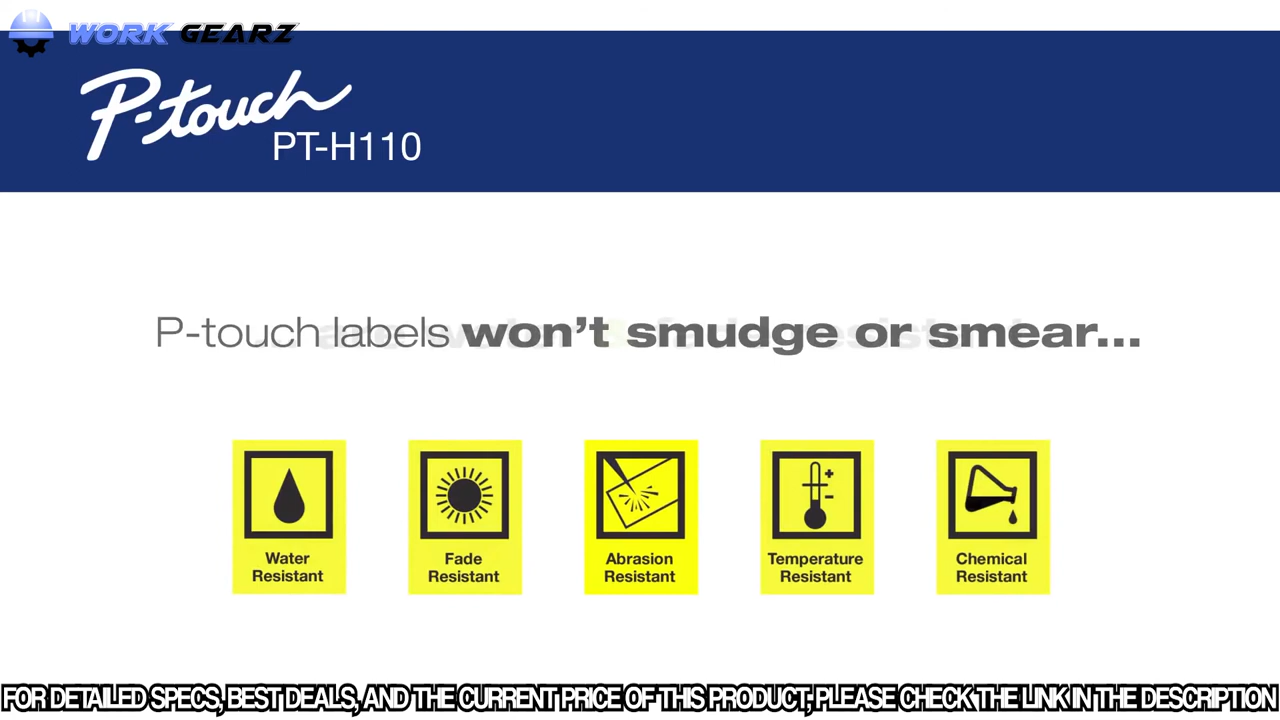 WORK GEARZ
P-touch
PT-H110
P-touch labels won't smudge or smear...
Water
Resistant
Fade
Resistant
Abrasion
Resistant
Temperature
Resistant
Chemical
Resistant
FOR DETAILED SPECS, BEST DEALS, AND THE CURRENT PRICE OF THIS PRODUCT, PLEASE CHECK THE LINK IN THE DESCRIPTION